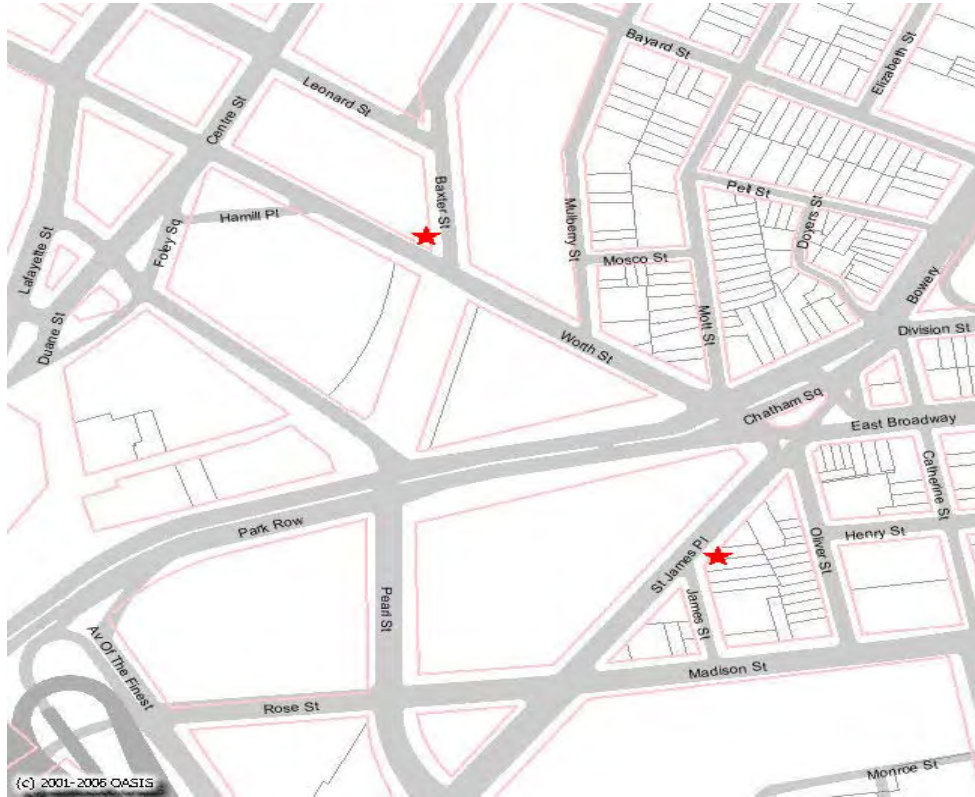 Bayard St
Elizabeth St
Leonard St
Centre St
Baxter St
Mulberry St
Pell St
Doyers St
Hamill Pl
Foley Sq
Lafayette St
Mosco St
Bowery
Mott St
Duane St
Worth St
Division St
Chatham Sq
East Broadway
Catherine St
Park Row
Oliver St
Henry St
St James Pl
Pearl St
James St
Av Of The Finest
Madison St
Rose St
Monroe St
(c) 2001-2006 OASIS